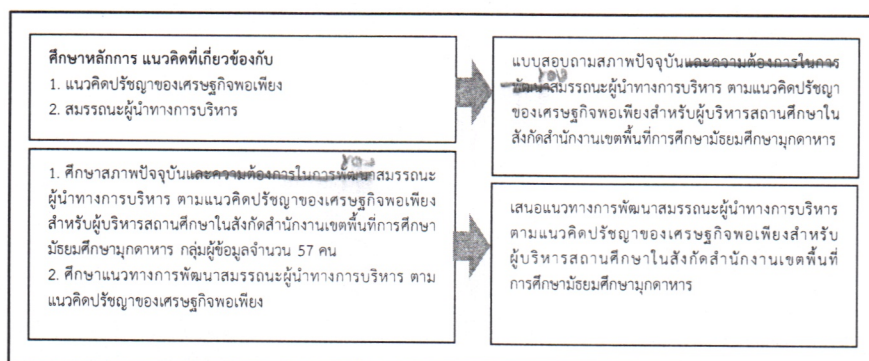 ศึกษาหลักการ แนวคิดที่เกี่ยวข้องกับ
1. แนวคิดปรัชญาของเศรษฐกิจพอเพียง
2. สมรรถนะผู้นำทางการบริหาร
แบบสอบถามสภาพปัจจุบันและความต้องการในการ
ของ
พัฒนาสมรรถนะผู้นำทางการบริหาร ตามแนวคิดปรัชญา
ของเศรษฐกิจพอเพียงสำหรับผู้บริหารสถานศึกษาใน
สังกัดสำนักงานเขตพื้นที่การศึกษามัธยมศึกษามุกดาหาร
ของ
1. ศึกษาสภาพปัจจุบันและความต้องการในการพัฒนาสมรรถนะ
ผู้นำทางการบริหาร ตามแนวคิดปรัชญาของเศรษฐกิจพอเพียง
สำหรับผู้บริหารสถานศึกษาในสังกัดสำนักงานเขตพื้นที่การศึกษา
มัธยมศึกษามุกดาหาร กลุ่มผู้ข้อมูลจำนวน 57 คน
2. ศึกษาแนวทางการพัฒนาสมรรถนะผู้นำทางการบริหาร ตาม
แนวคิดปรัชญาของเศรษฐกิจพอเพียง
เสนอแนวทางการพัฒนาสมรรถนะผู้นำทางการบริหาร
ตามแนวคิดปรัชญาของเศรษฐกิจพอเพียงสำหรับ
ผู้บริหารสถานศึกษาในสังกัดสำนักงานเขตพื้นที่
การศึกษามัธยมศึกษามุกดาหาร